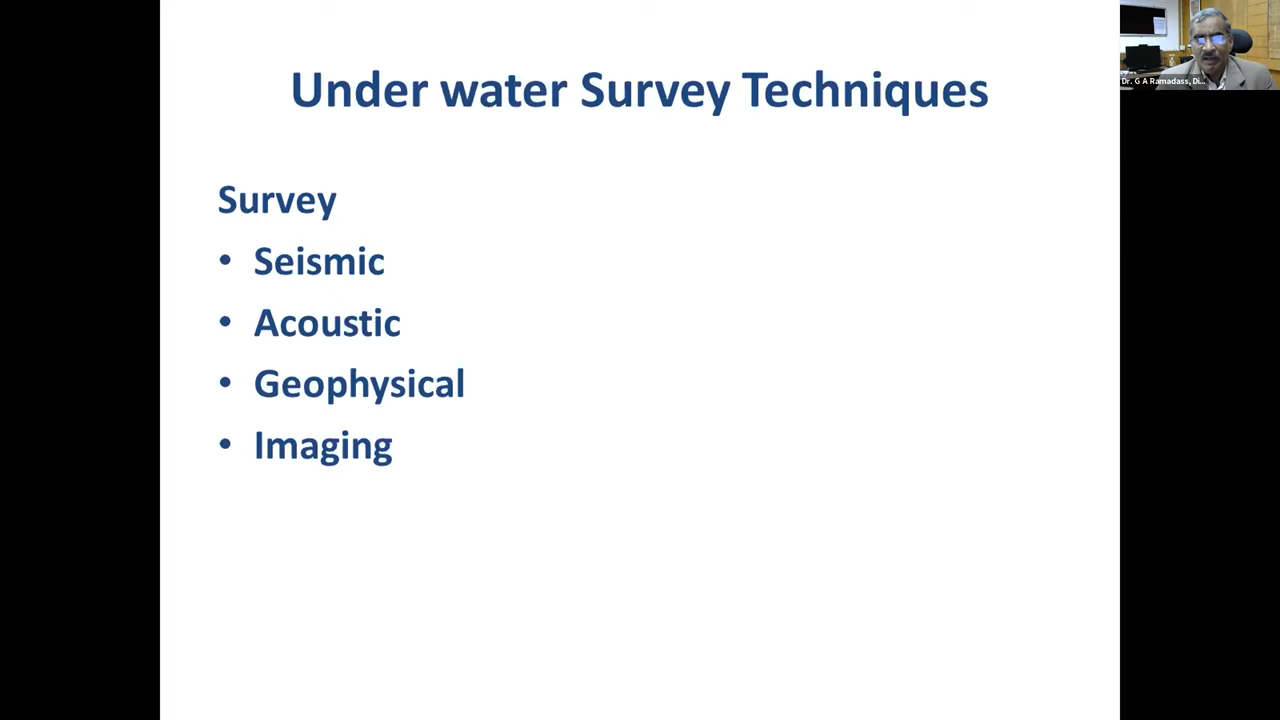 Under water Survey Techniques
Survey
• Seismic
• Acoustic
• Geophysical
• Imaging
Dr. G A Ramadass, Di...